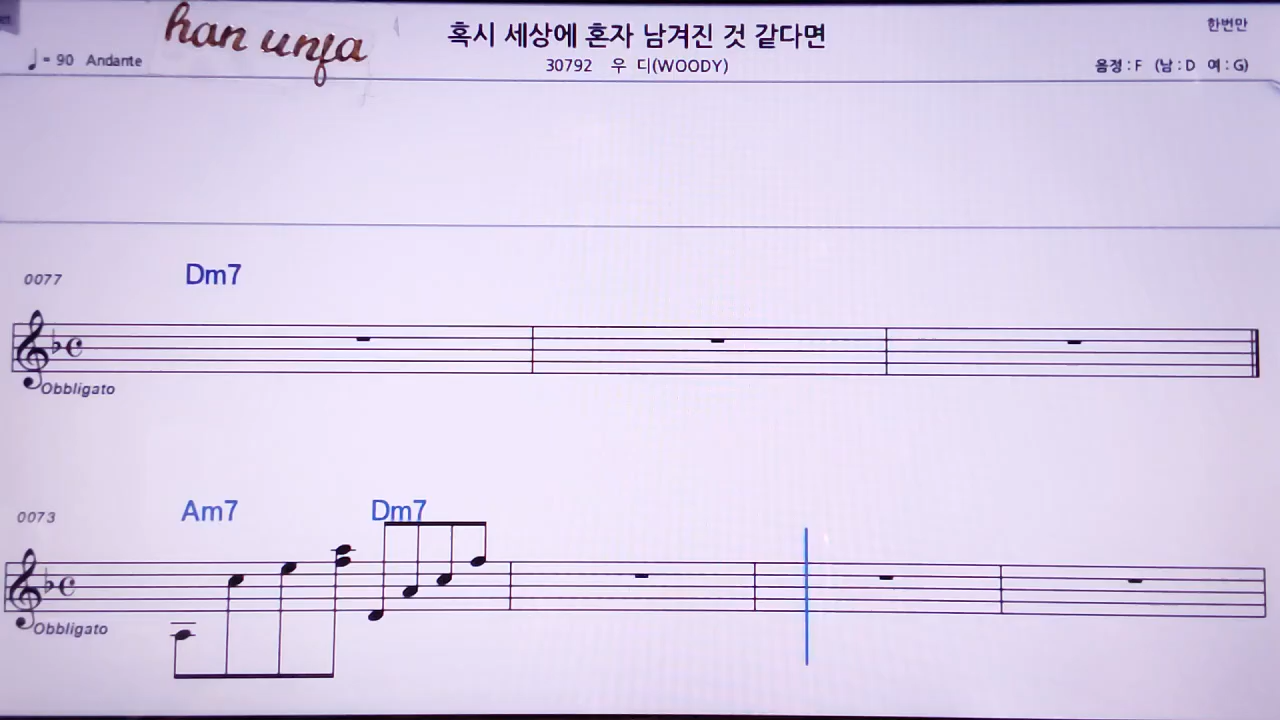 han unja
혹시 세상에 혼자 남겨진 것 같다면
한번만
♩ = 90 Andante
30792 우 디(WOODY)
음정 : F (남 : D 여 : G)
0077
Dm7
Obbligato
0073
Am7 Dm7
Obbligato